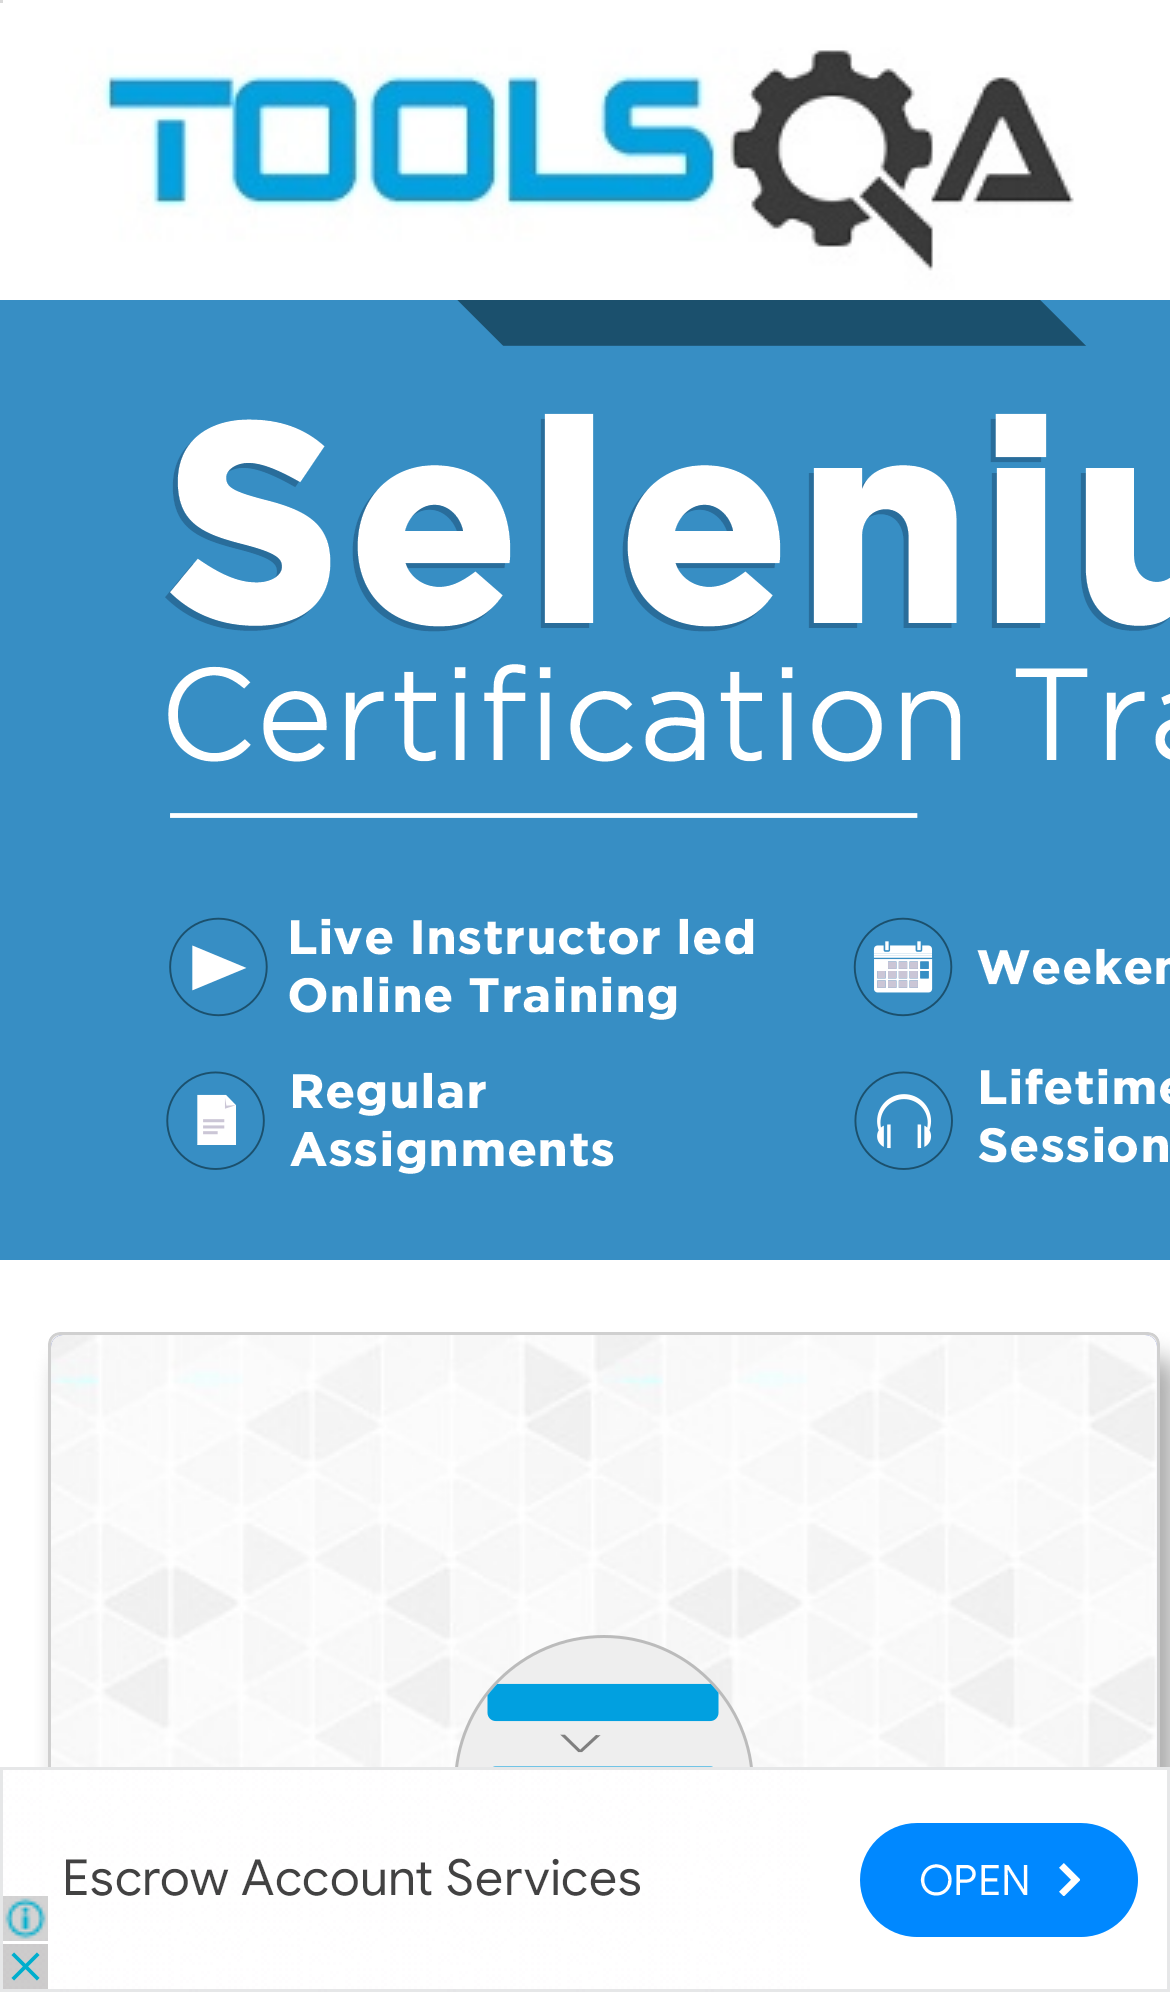 TOOLSQA
Seleniu
Certification Tra
Live Instructor led
Online Training
Weeken
Regular
Assignments
Lifetime
Session
Escrow Account Services
OPEN